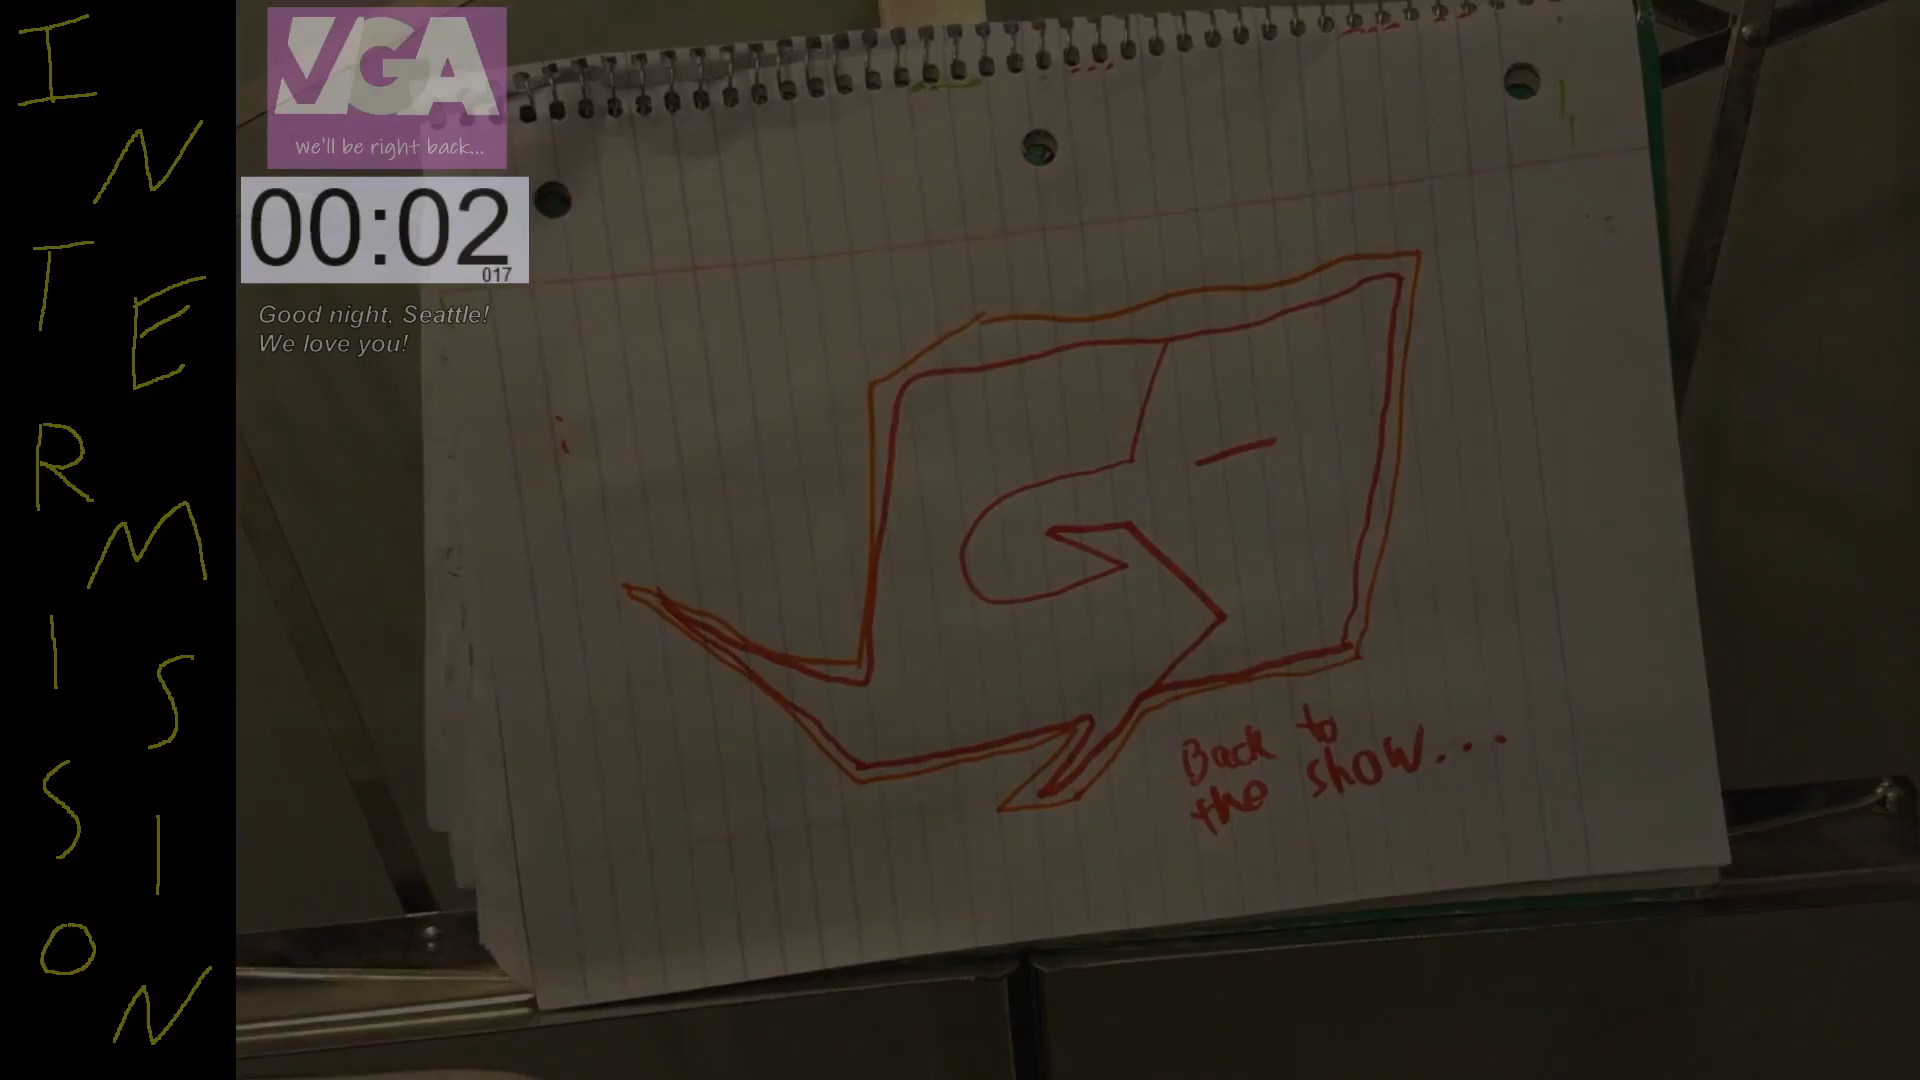 INTERMISSION
VGA
we'll be right back...
00:02
017
Good night, Seattle!
We love you!
Back to
the show...